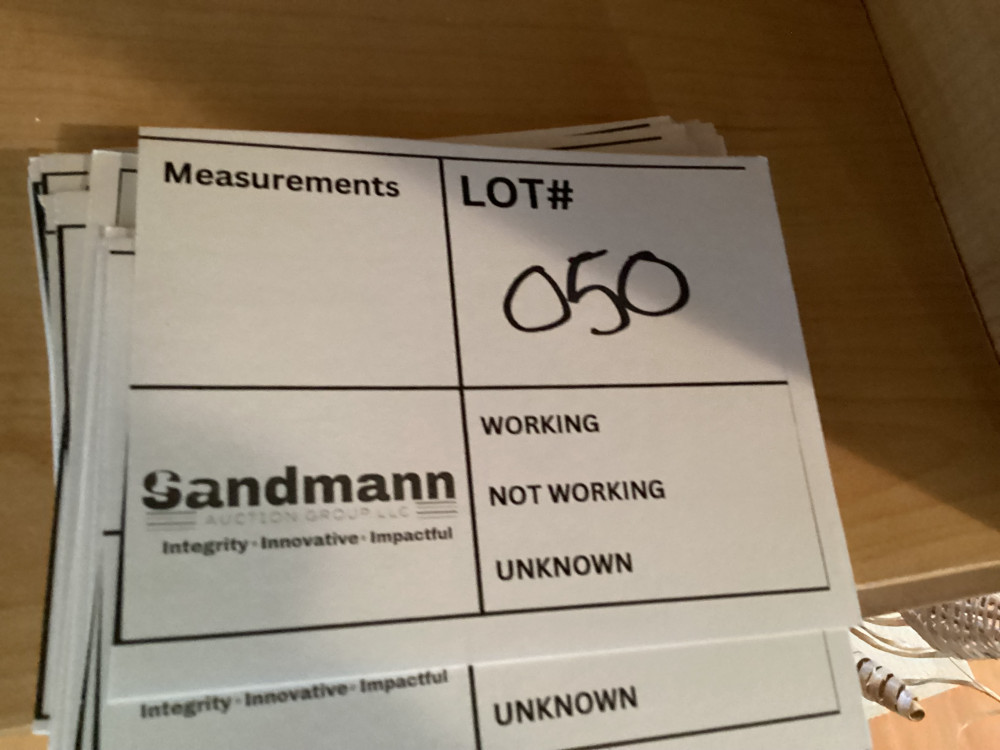 Measurements
LOT#
050
WORKING
NOT WORKING
UNKNOWN
Sandmann
AUCTION GROUP LLC
Integrity · Innovative · Impactful
Integrity · Innovative · Impactful
UNKNOWN